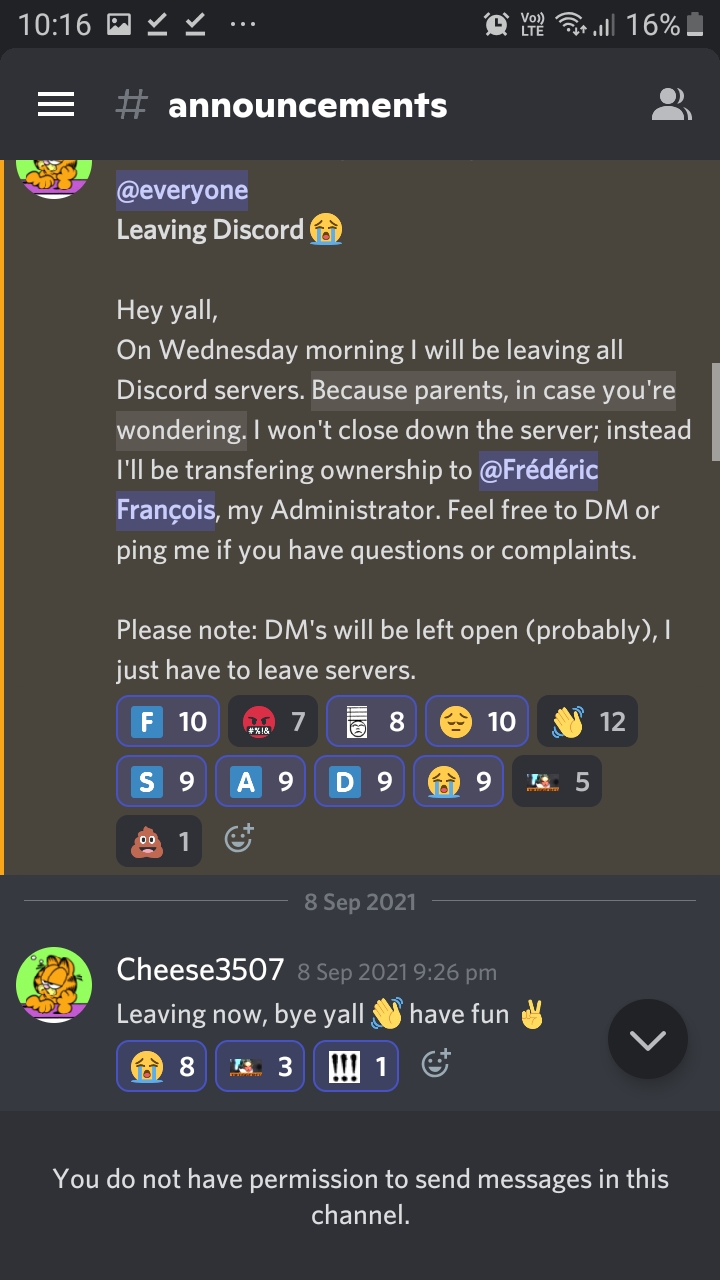 10:16 16%
Vo))
LTE
# announcements
@everyone
Leaving Discord 😭
Hey yall,
On Wednesday morning I will be leaving all
Discord servers. Because parents, in case you're
wondering. I won't close down the server; instead
I'll be transfering ownership to @Frédéric
François, my Administrator. Feel free to DM or
ping me if you have questions or complaints.
Please note: DM's will be left open (probably), I
just have to leave servers.
F 10 7 8 10 12
S 9 A 9 D 9 9 5
1
8 Sep 2021
Cheese3507 8 Sep 2021 9:26 pm
Leaving now, bye yall 👋 have fun ✌
8 3 1
You do not have permission to send messages in this
channel.